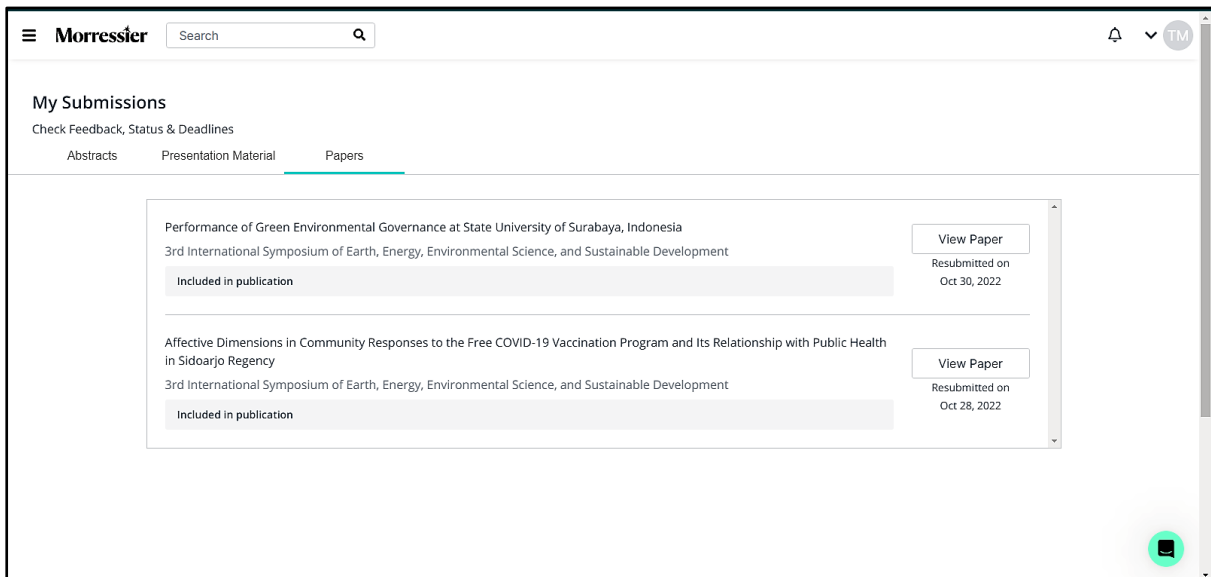 Morressier
Search
TM
My Submissions
Check Feedback, Status & Deadlines
Abstracts Presentation Material Papers
Performance of Green Environmental Governance at State University of Surabaya, Indonesia
3rd International Symposium of Earth, Energy, Environmental Science, and Sustainable Development
Included in publication
View Paper
Resubmitted on
Oct 30, 2022
Affective Dimensions in Community Responses to the Free COVID-19 Vaccination Program and Its Relationship with Public Health
in Sidoarjo Regency
3rd International Symposium of Earth, Energy, Environmental Science, and Sustainable Development
Included in publication
View Paper
Resubmitted on
Oct 28, 2022